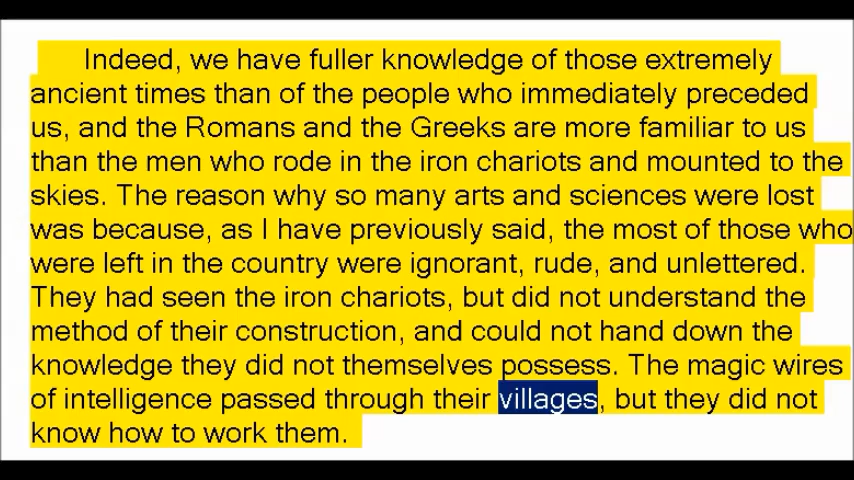 Indeed, we have fuller knowledge of those extremely
ancient times than of the people who immediately preceded
us, and the Romans and the Greeks are more familiar to us
than the men who rode in the iron chariots and mounted to the
skies. The reason why so many arts and sciences were lost
was because, as I have previously said, the most of those who
were left in the country were ignorant, rude, and unlettered.
They had seen the iron chariots, but did not understand the
method of their construction, and could not hand down the
knowledge they did not themselves possess. The magic wires
of intelligence passed through their villages, but they did not
know how to work them.